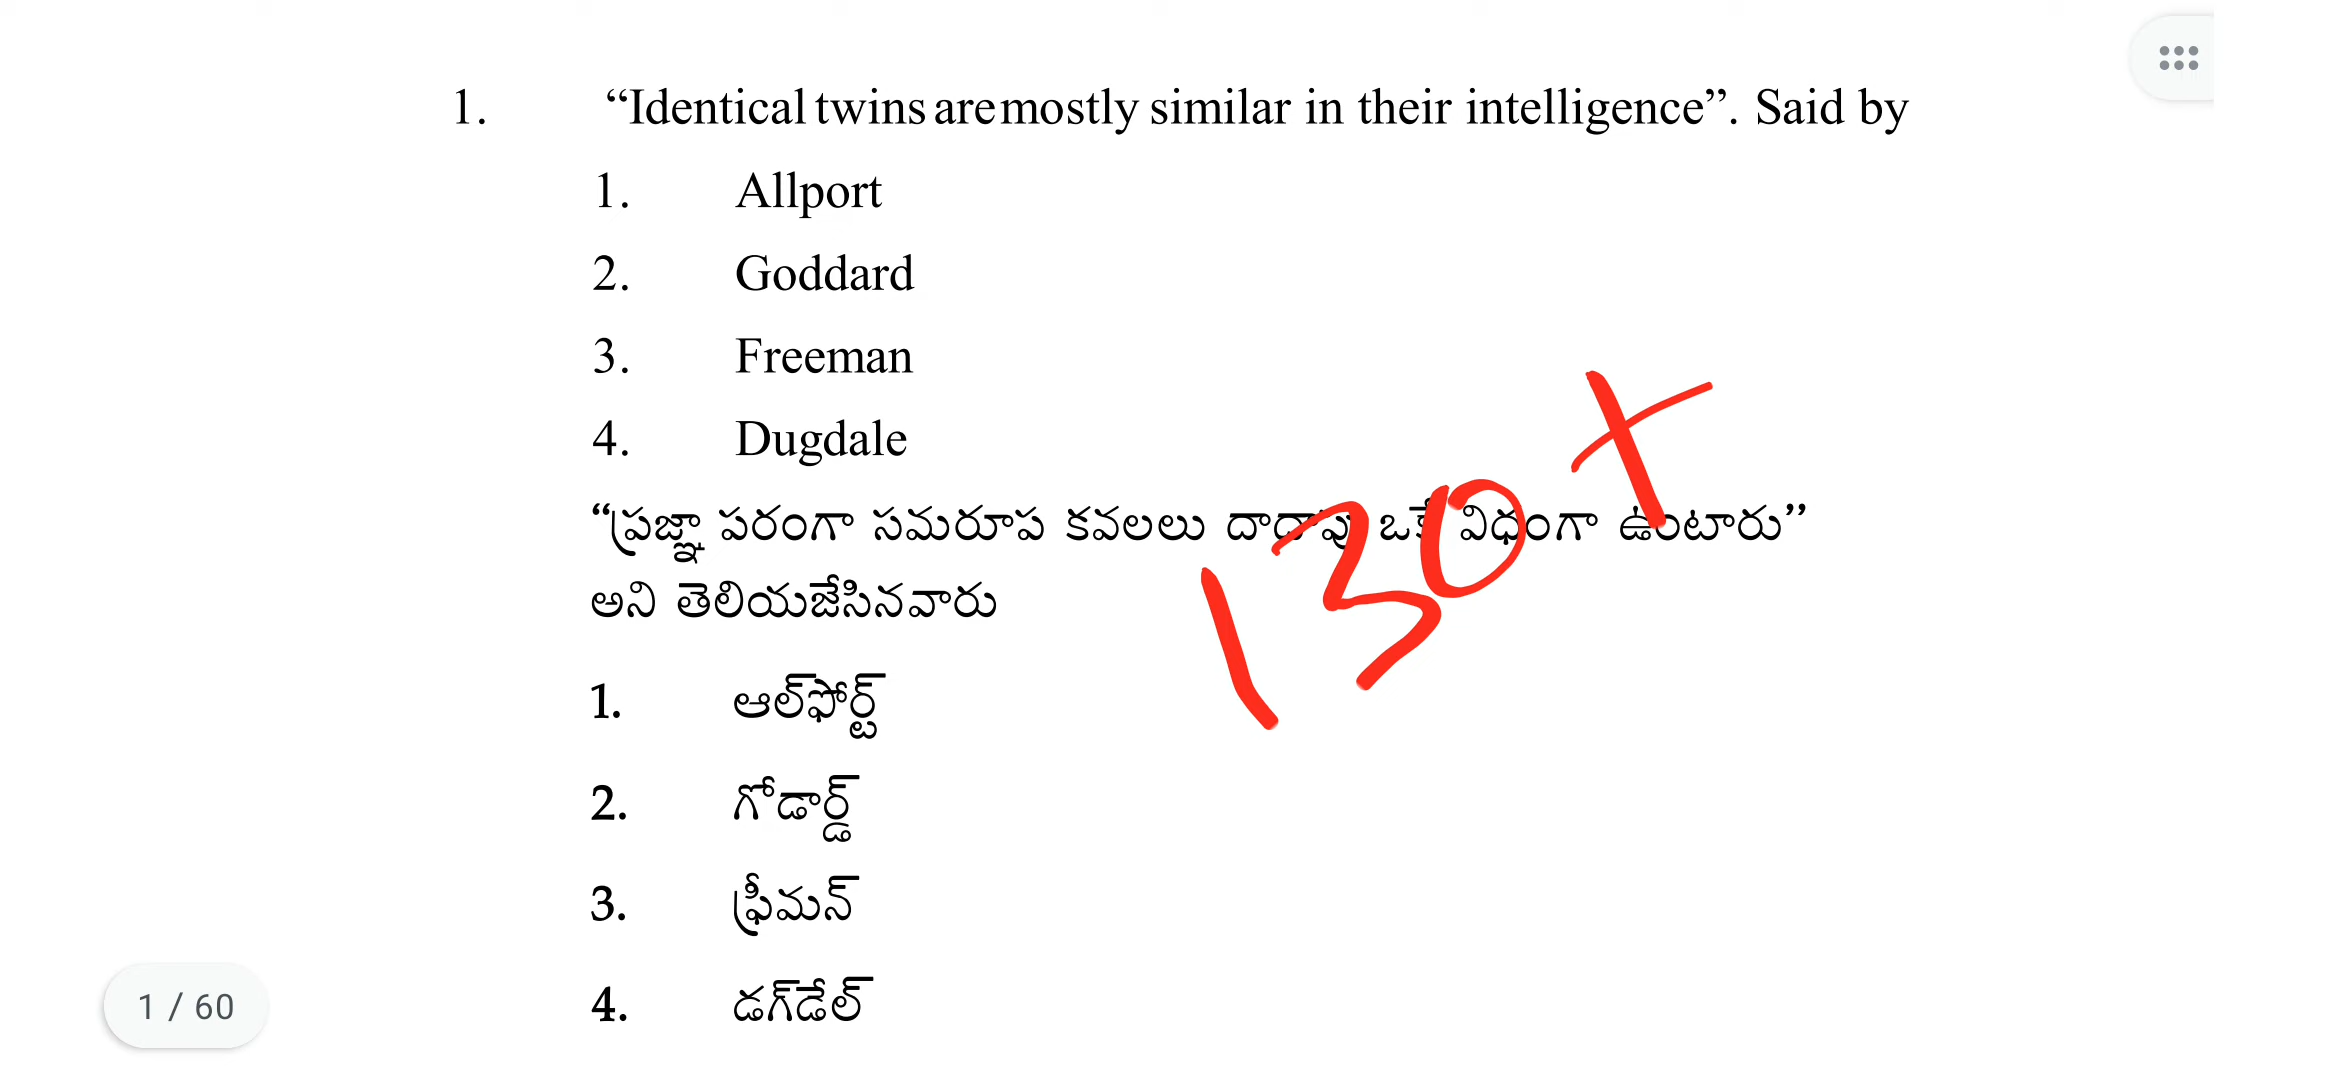 1. “Identical twins are mostly similar in their intelligence”. Said by
1. Allport
2. Goddard
3. Freeman
4. Dugdale
“ప్రజ్ఞా పరంగా సమరూప కవలలు దాదాపు ఒకే విధంగా ఉంటారు”
అని తెలియజేసినవారు
130+
1. ఆల్‌ఫోర్ట్
2. గోడార్డ్
3. ఫ్రీమన్
4. డగ్‌డేల్
1 / 60